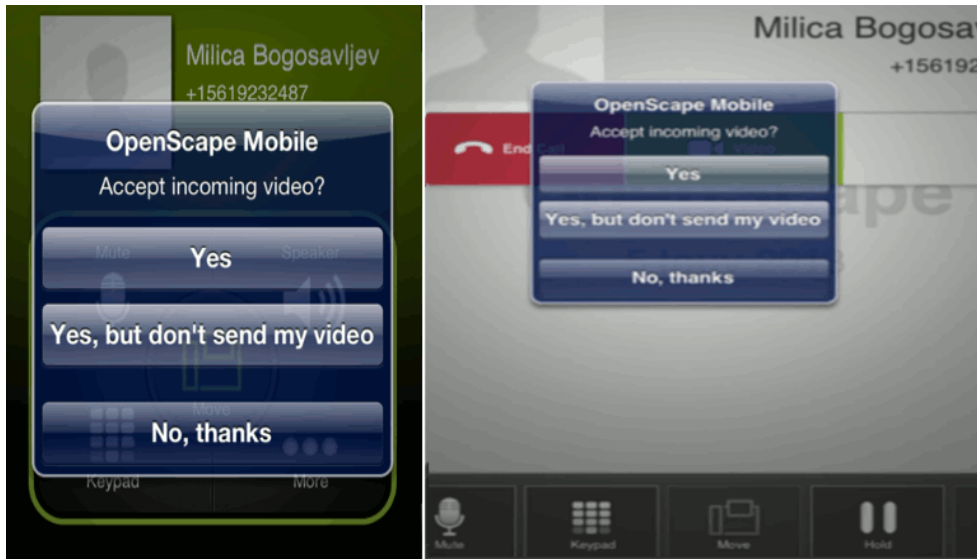 Milica Bogosavljev
+15619232487
OpenScape Mobile
Accept incoming video?
Mute
Speaker
Yes
Yes, but don't send my video
Move
No, thanks
Keypad
More
Milica Bogosav
+156192
OpenScape Mobile
Accept incoming video?
End Call
Video
Yes
Yes, but don't send my video
No, thanks
Mute
Keypad
Move
Hold